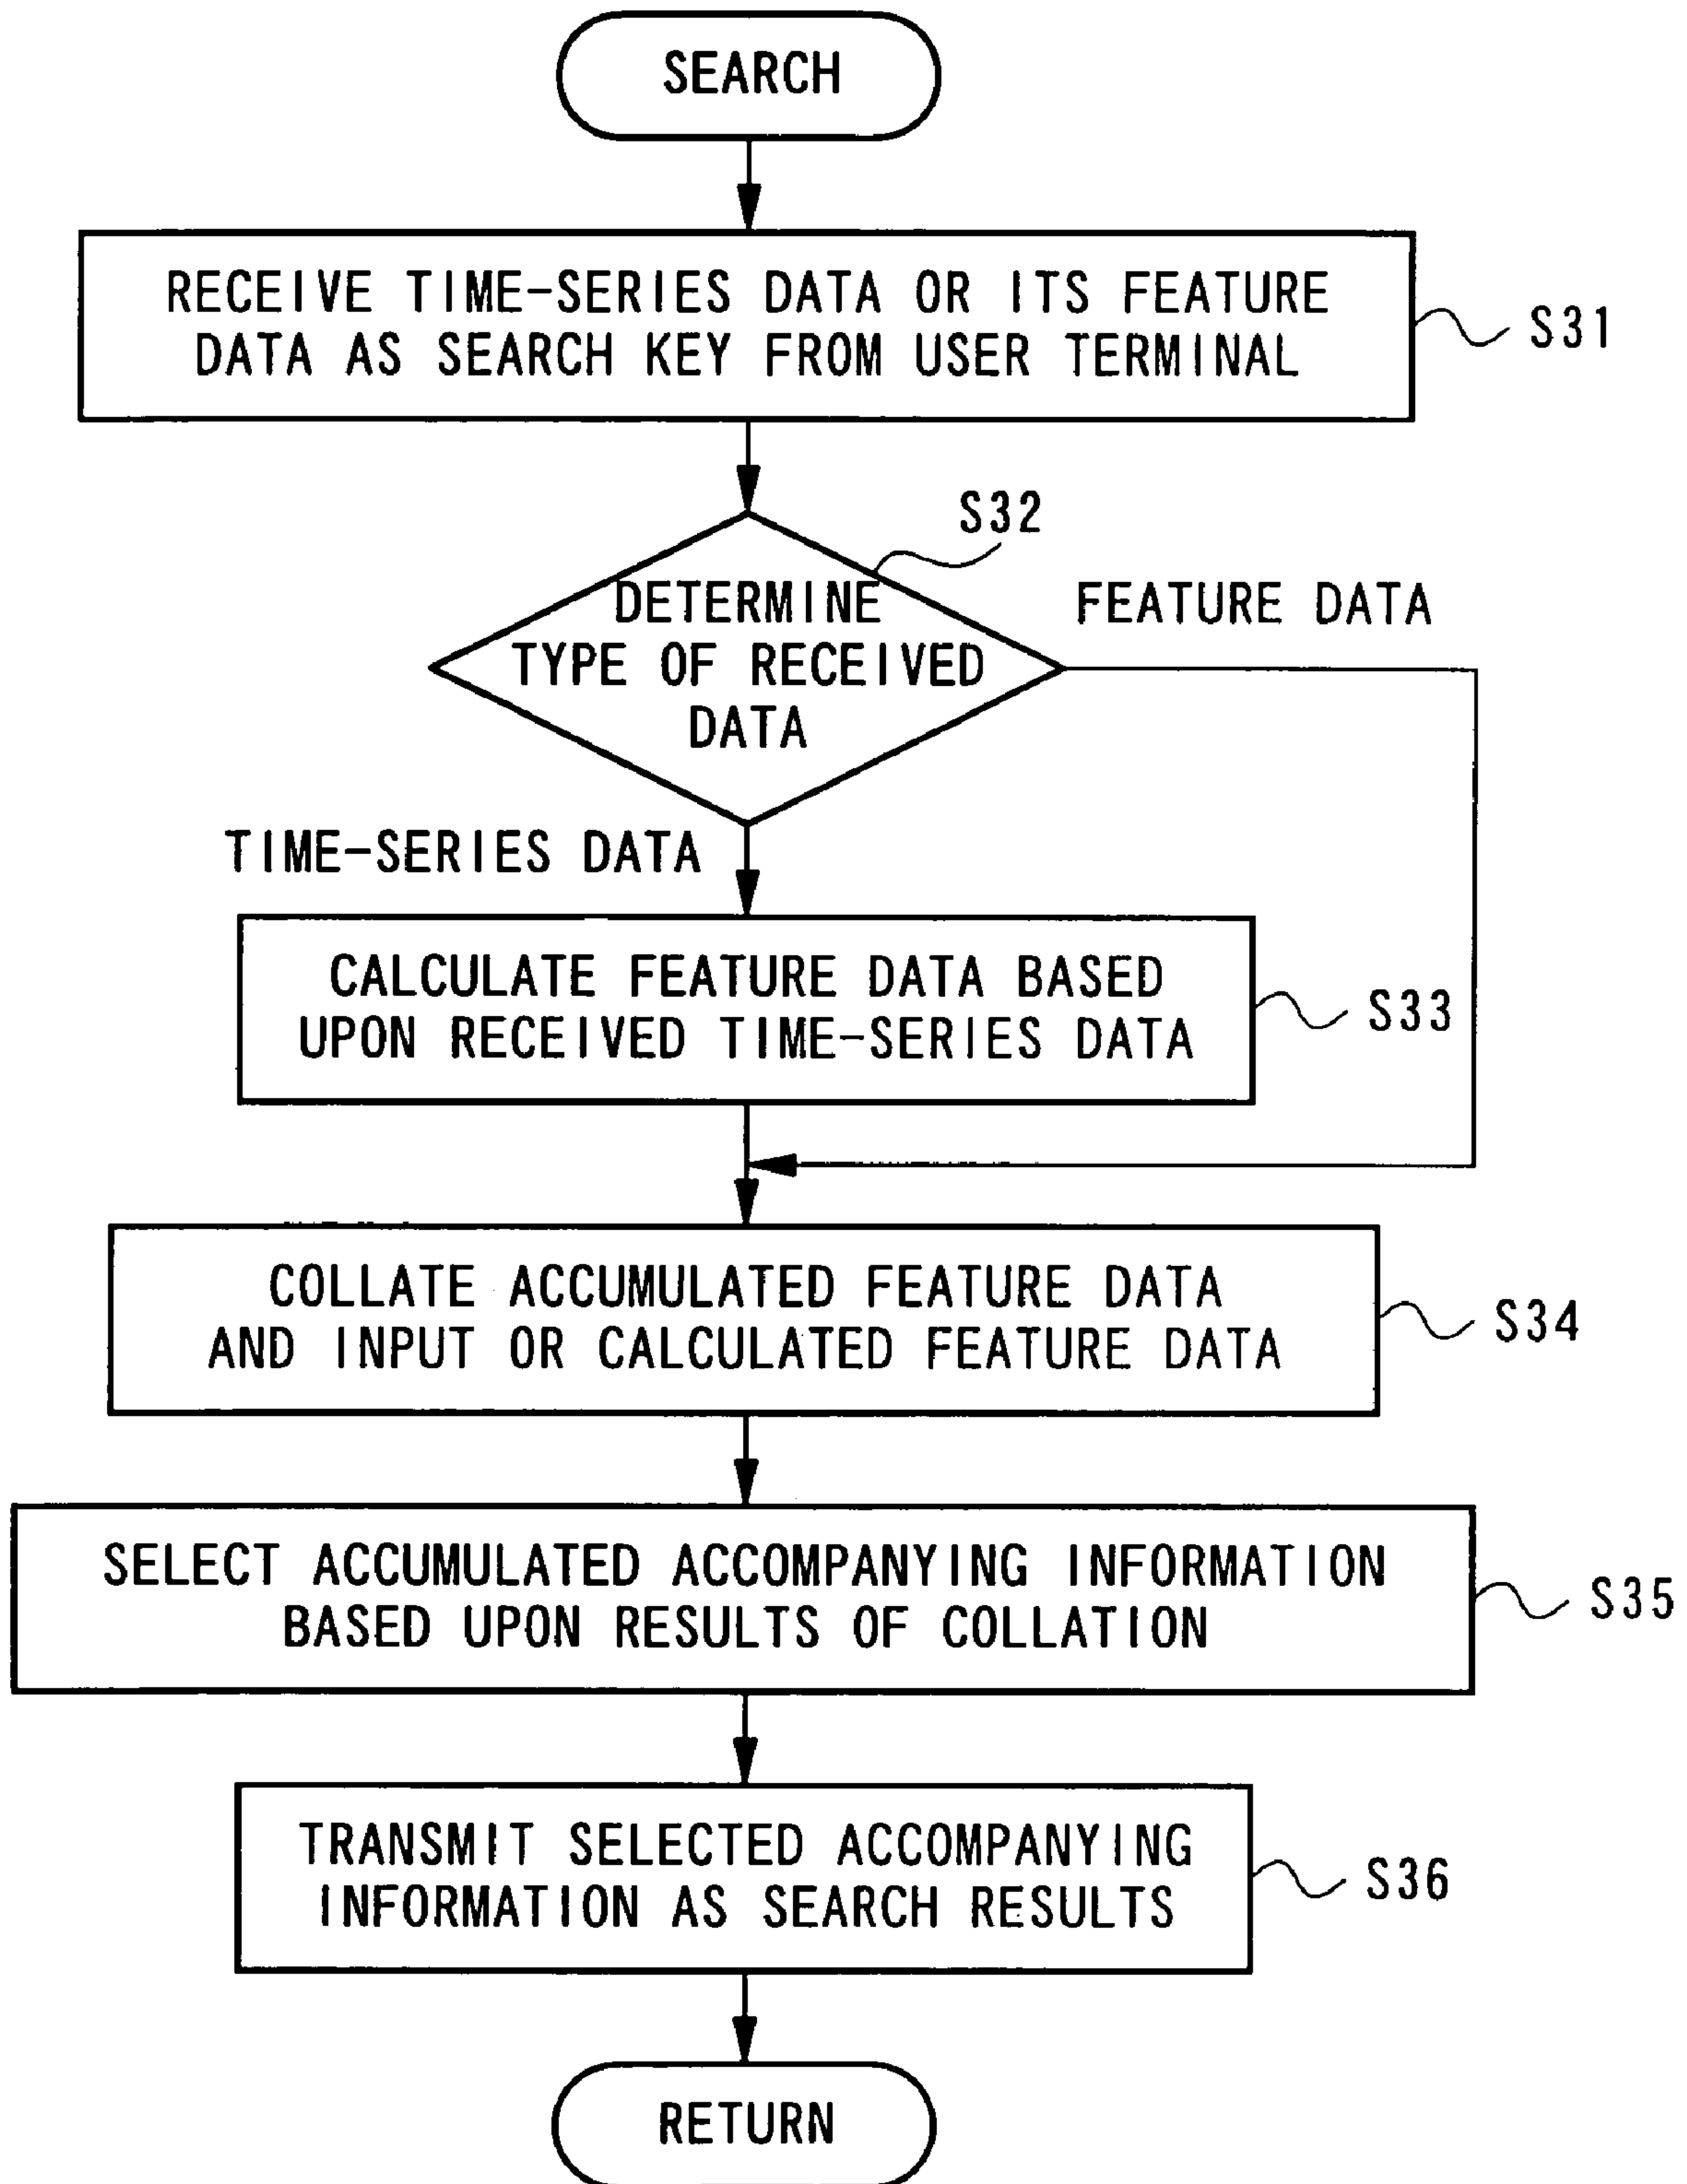 SEARCH
RECEIVE TIME-SERIES DATA OR ITS FEATURE
DATA AS SEARCH KEY FROM USER TERMINAL
S31
S32
DETERMINE
TYPE OF RECEIVED
DATA
FEATURE DATA
TIME-SERIES DATA
CALCULATE FEATURE DATA BASED
UPON RECEIVED TIME-SERIES DATA
S33
COLLATE ACCUMULATED FEATURE DATA
AND INPUT OR CALCULATED FEATURE DATA
S34
SELECT ACCUMULATED ACCOMPANYING INFORMATION
BASED UPON RESULTS OF COLLATION
S35
TRANSMIT SELECTED ACCOMPANYING
INFORMATION AS SEARCH RESULTS
S36
RETURN